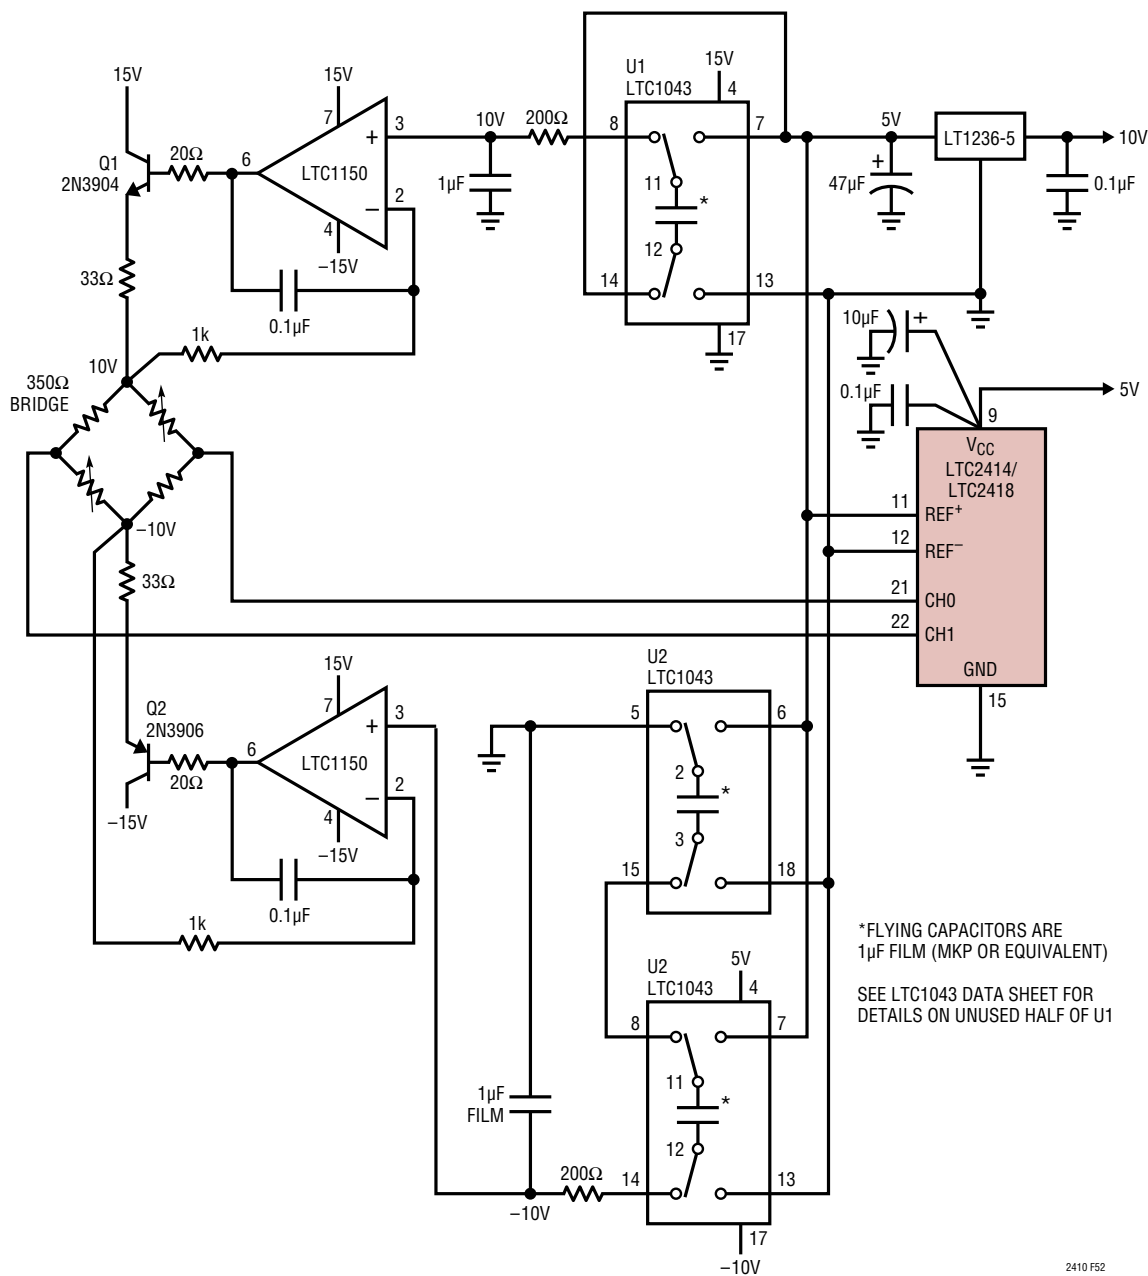 15V
Q1
2N3904
20Ω
6
15V
7
LTC1150
+
3
2
–
4
–15V
0.1µF
33Ω
1k
10V
350Ω
BRIDGE
–10V
33Ω
10V
1µF
200Ω
U1
LTC1043
15V
4
8
7
11
*
12
14
13
17
5V
+
47µF
LT1236-5
10V
0.1µF
10µF
+
0.1µF
5V
9
VCC
LTC2414/
LTC2418
11
REF+
12
REF–
21
CH0
22
CH1
GND
15
Q2
2N3906
20Ω
–15V
6
15V
7
LTC1150
+
3
2
–
4
–15V
0.1µF
1k
U2
LTC1043
5
6
2
*
3
15
18
U2
LTC1043
5V
4
8
7
11
*
12
14
13
17
–10V
1µF
FILM
200Ω
–10V
*FLYING CAPACITORS ARE
1µF FILM (MKP OR EQUIVALENT)
SEE LTC1043 DATA SHEET FOR
DETAILS ON UNUSED HALF OF U1
2410 F52